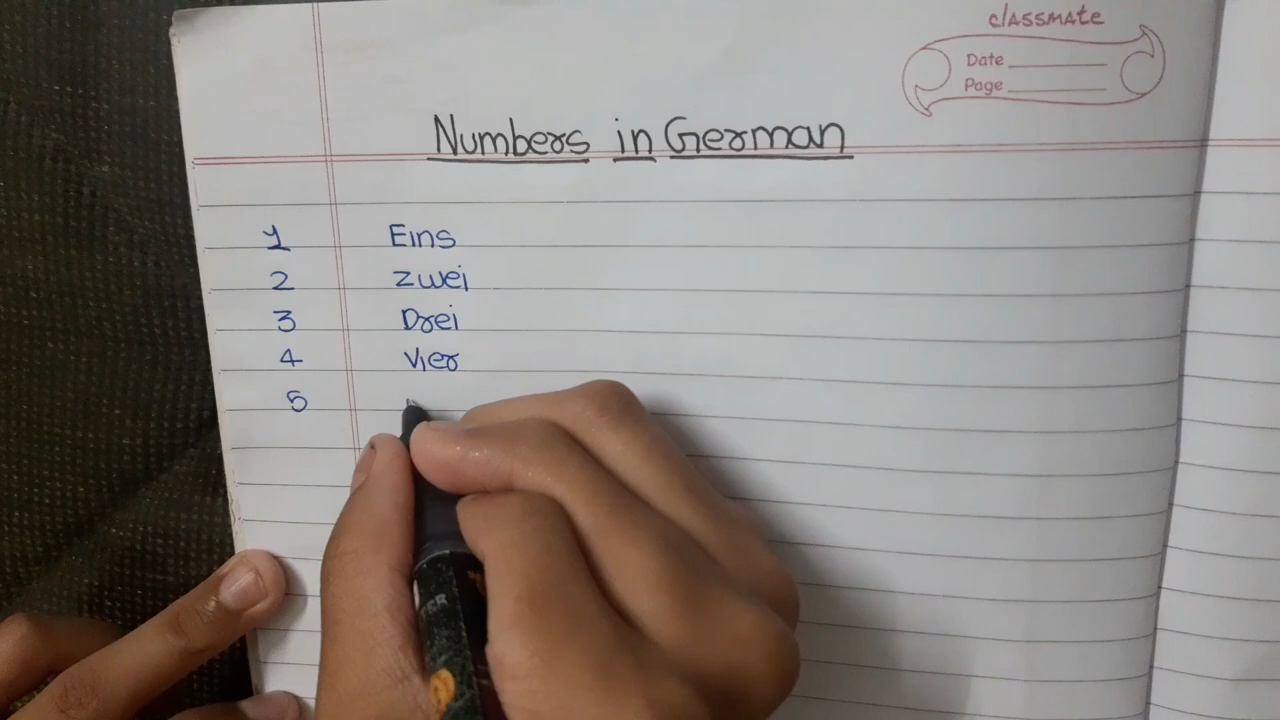 classmate
Date
Page
Numbers in German
1 Eins
2 Zwei
3 Drei
4 Vier
5